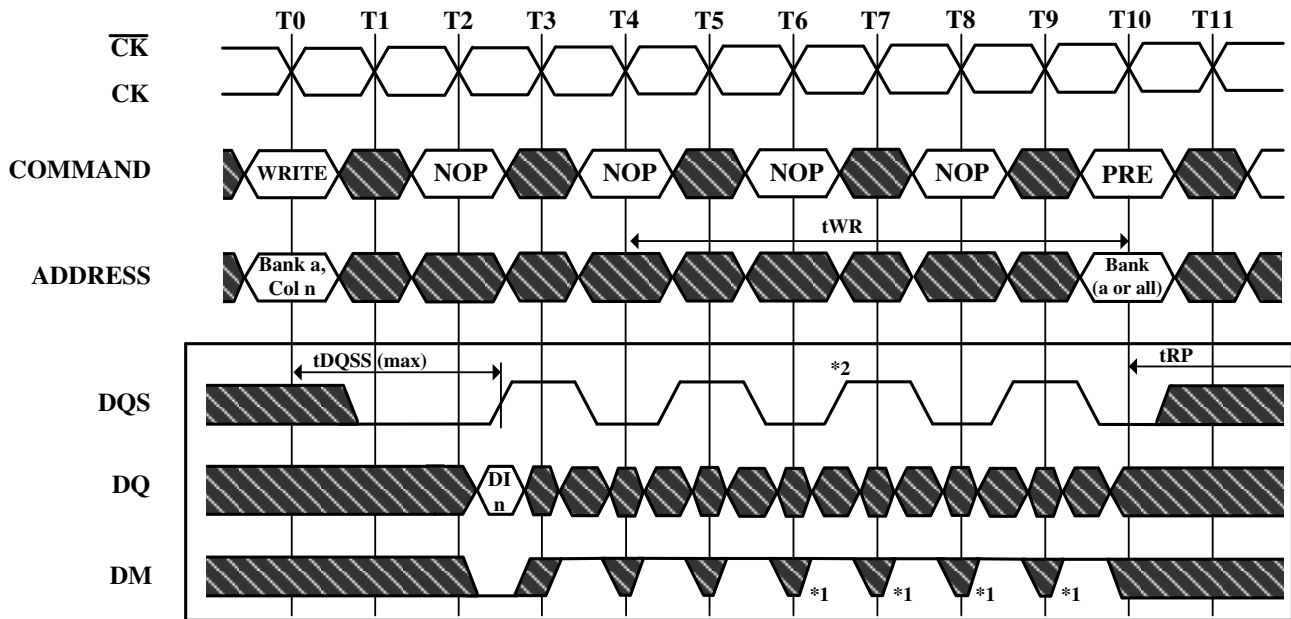 T0 T1 T2 T3 T4 T5 T6 T7 T8 T9 T10 T11
CK
CK
COMMAND WRITE NOP NOP NOP NOP PRE
tWR
ADDRESS Bank a, Col n Bank (a or all)
tDQSS (max) *2 tRP
DQS
DQ DI n
DM *1 *1 *1 *1